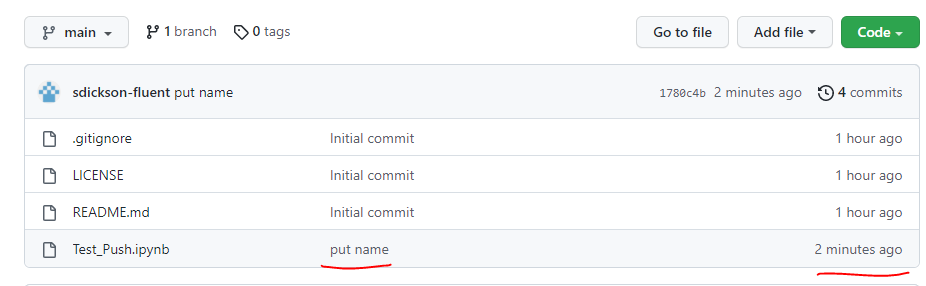 main 1 branch 0 tags Go to file Add file Code
sdickson-fluent put name 1780c4b 2 minutes ago 4 commits
.gitignore Initial commit 1 hour ago
LICENSE Initial commit 1 hour ago
README.md Initial commit 1 hour ago
Test_Push.ipynb put name 2 minutes ago